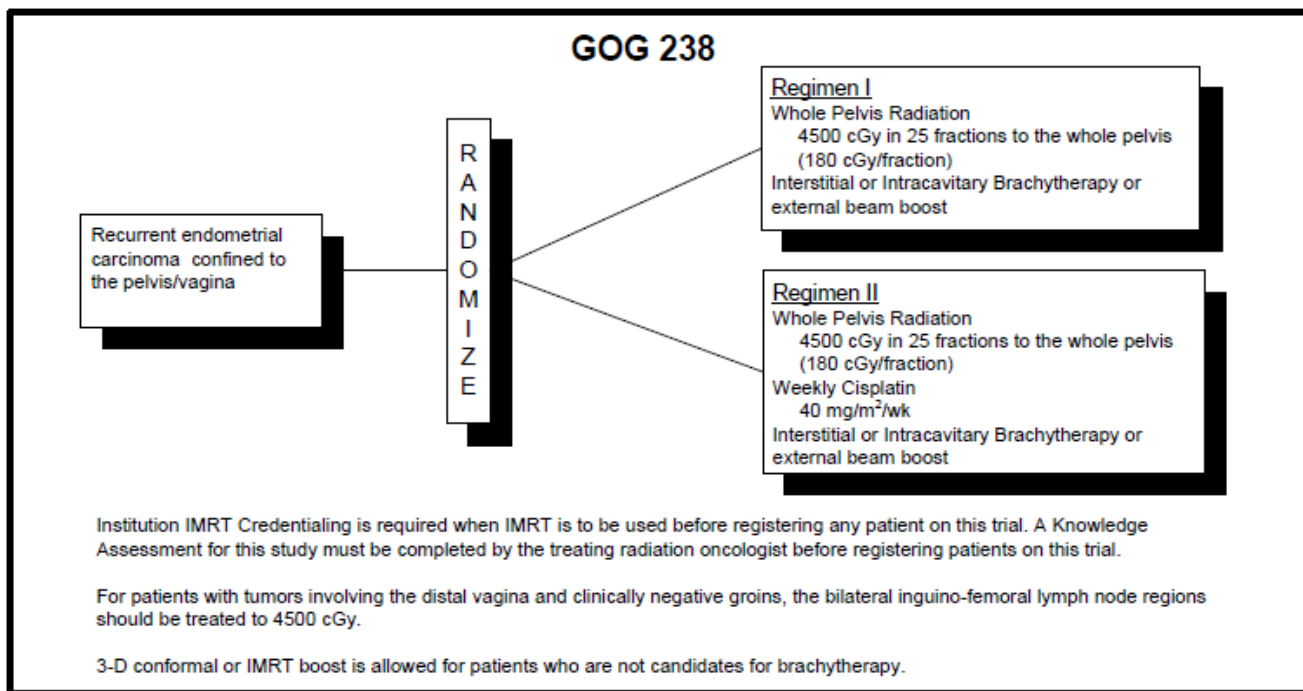 GOG 238
Recurrent endometrial
carcinoma confined to
the pelvis/vagina
R
A
N
D
O
M
I
Z
E
Regimen I
Whole Pelvis Radiation
4500 cGy in 25 fractions to the whole pelvis
(180 cGy/fraction)
Interstitial or Intracavitary Brachytherapy or
external beam boost
Regimen II
Whole Pelvis Radiation
4500 cGy in 25 fractions to the whole pelvis
(180 cGy/fraction)
Weekly Cisplatin
40 mg/m²/wk
Interstitial or Intracavitary Brachytherapy or
external beam boost
Institution IMRT Credentialing is required when IMRT is to be used before registering any patient on this trial. A Knowledge
Assessment for this study must be completed by the treating radiation oncologist before registering patients on this trial.
For patients with tumors involving the distal vagina and clinically negative groins, the bilateral inguino-femoral lymph node regions
should be treated to 4500 cGy.
3-D conformal or IMRT boost is allowed for patients who are not candidates for brachytherapy.